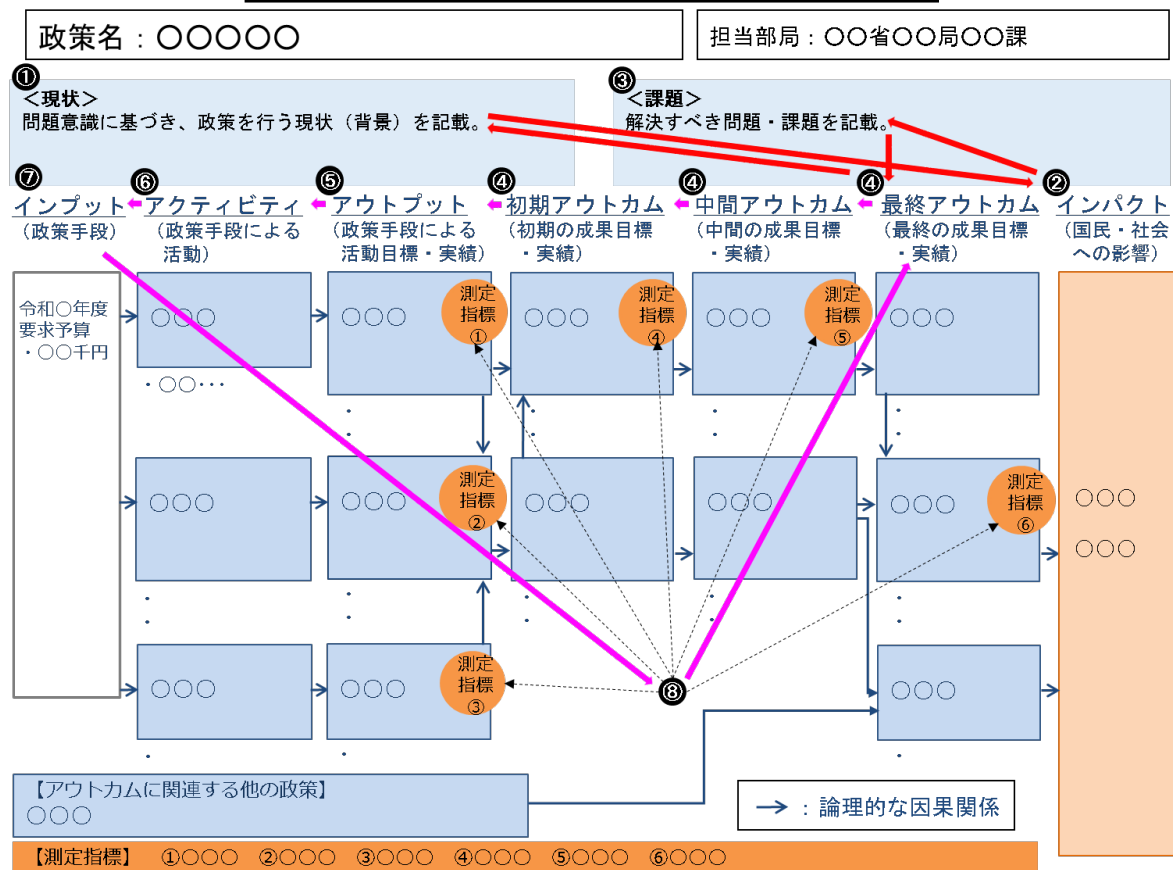 政策名：○○○○○
担当部局：○○省○○局○○課
①
＜現状＞
問題意識に基づき、政策を行う現状（背景）を記載。
③
＜課題＞
解決すべき問題・課題を記載。
⑦
インプット
（政策手段）
⑥
アクティビティ
（政策手段による
活動）
⑤
アウトプット
（政策手段による
活動目標・実績）
④
初期アウトカム
（初期の成果目標
・実績）
④
中間アウトカム
（中間の成果目標
・実績）
④
最終アウトカム
（最終の成果目標
・実績）
②
インパクト
（国民・社会
への影響）
令和○年度
要求予算
・○○千円
○○○
・○○・・・
○○○
測定
指標
①
○○○
測定
指標
④
○○○
測定
指標
⑤
○○○
○○○
○○○
測定
指標
②
○○○
○○○
○○○
測定
指標
⑥
○○○
○○○
○○○
○○○
測定
指標
③
⑧
○○○
【アウトカムに関連する他の政策】
○○○
→：論理的な因果関係
【測定指標】 ①○○○ ②○○○ ③○○○ ④○○○ ⑤○○○ ⑥○○○